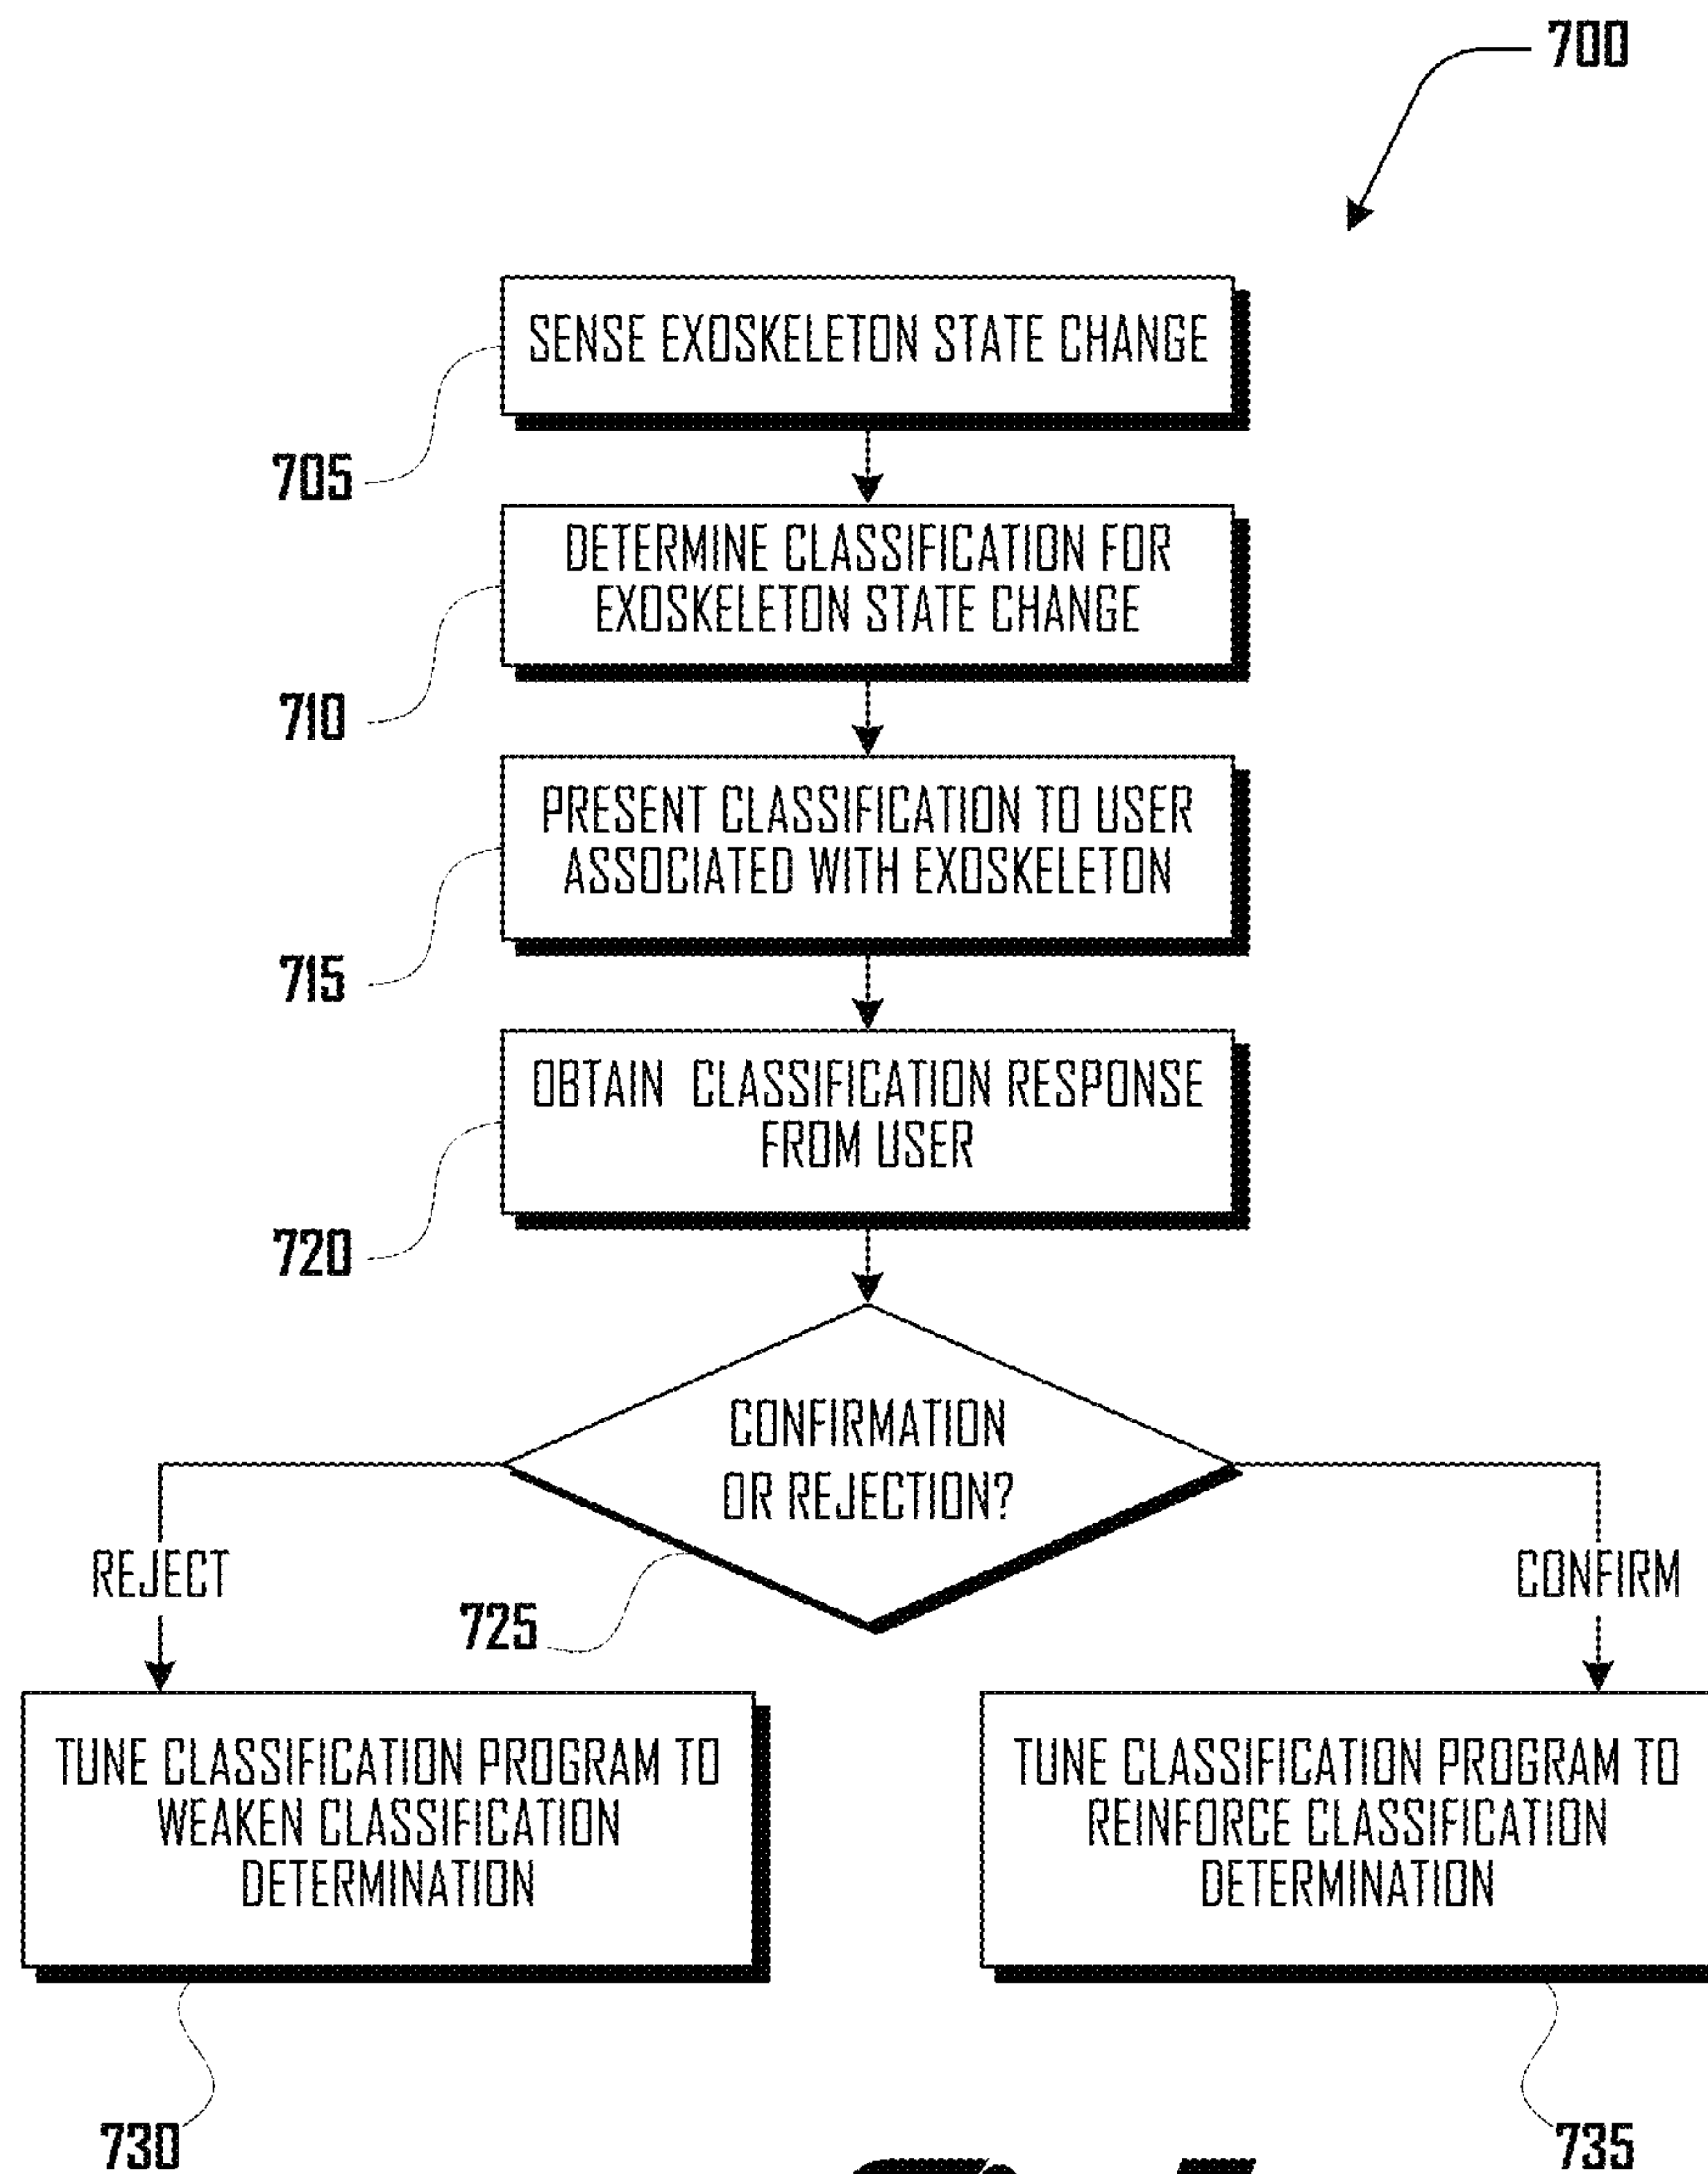 700
SENSE EXOSKELETON STATE CHANGE
705
DETERMINE CLASSIFICATION FOR
EXOSKELETON STATE CHANGE
710
PRESENT CLASSIFICATION TO USER
ASSOCIATED WITH EXOSKELETON
715
OBTAIN CLASSIFICATION RESPONSE
FROM USER
720
CONFIRMATION
OR REJECTION?
REJECT
CONFIRM
725
TUNE CLASSIFICATION PROGRAM TO
WEAKEN CLASSIFICATION
DETERMINATION
TUNE CLASSIFICATION PROGRAM TO
REINFORCE CLASSIFICATION
DETERMINATION
730
735